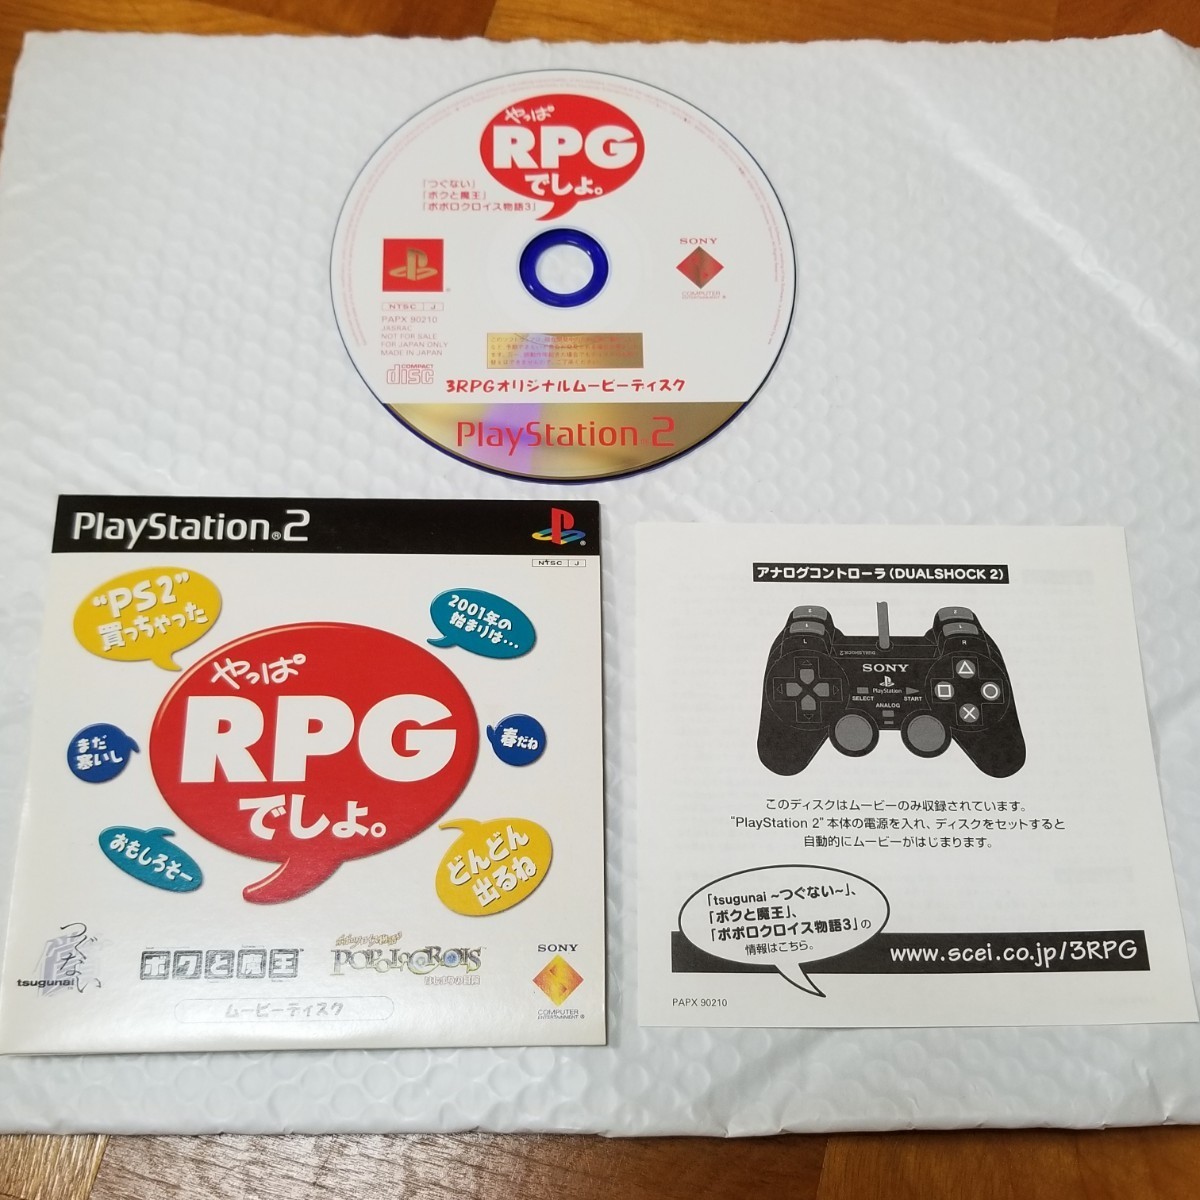 やっぱ
RPG
でしょ。
「つぐない」
「ボクと魔王」
「ポポロクロイス物語3」
SONY
COMPUTER
ENTERTAINMENT
NTSC J
PAPX 90210
JASRAC
NOT FOR SALE
FOR JAPAN ONLY
MADE IN JAPAN
COMPACT
disc
3RPGオリジナルムービーディスク
PlayStation 2
PlayStation®2
NTSC J
"PS2"
買っちゃった
2001年の
始まりは…
やっぱ
RPG
でしょ。
まだ
寒いし
春だね
おもしろそー
どんどん
出るね
つぐない
tsugunai
ボクと魔王
POPOLOCROIS
はじまりの冒険
SONY
COMPUTER
ENTERTAINMENT ®
ムービーディスク
アナログコントローラ(DUALSHOCK 2)
L
R
SONY
PlayStation
SELECT
START
ANALOG
このディスクはムービーのみ収録されています。
"PlayStation 2"本体の電源を入れ、ディスクをセットすると
自動的にムービーがはじまります。
「tsugunai ~つぐない~」、
「ボクと魔王」、
「ポポロクロイス物語3」の
情報はこちら。
www.scei.co.jp/3RPG
PAPX 90210